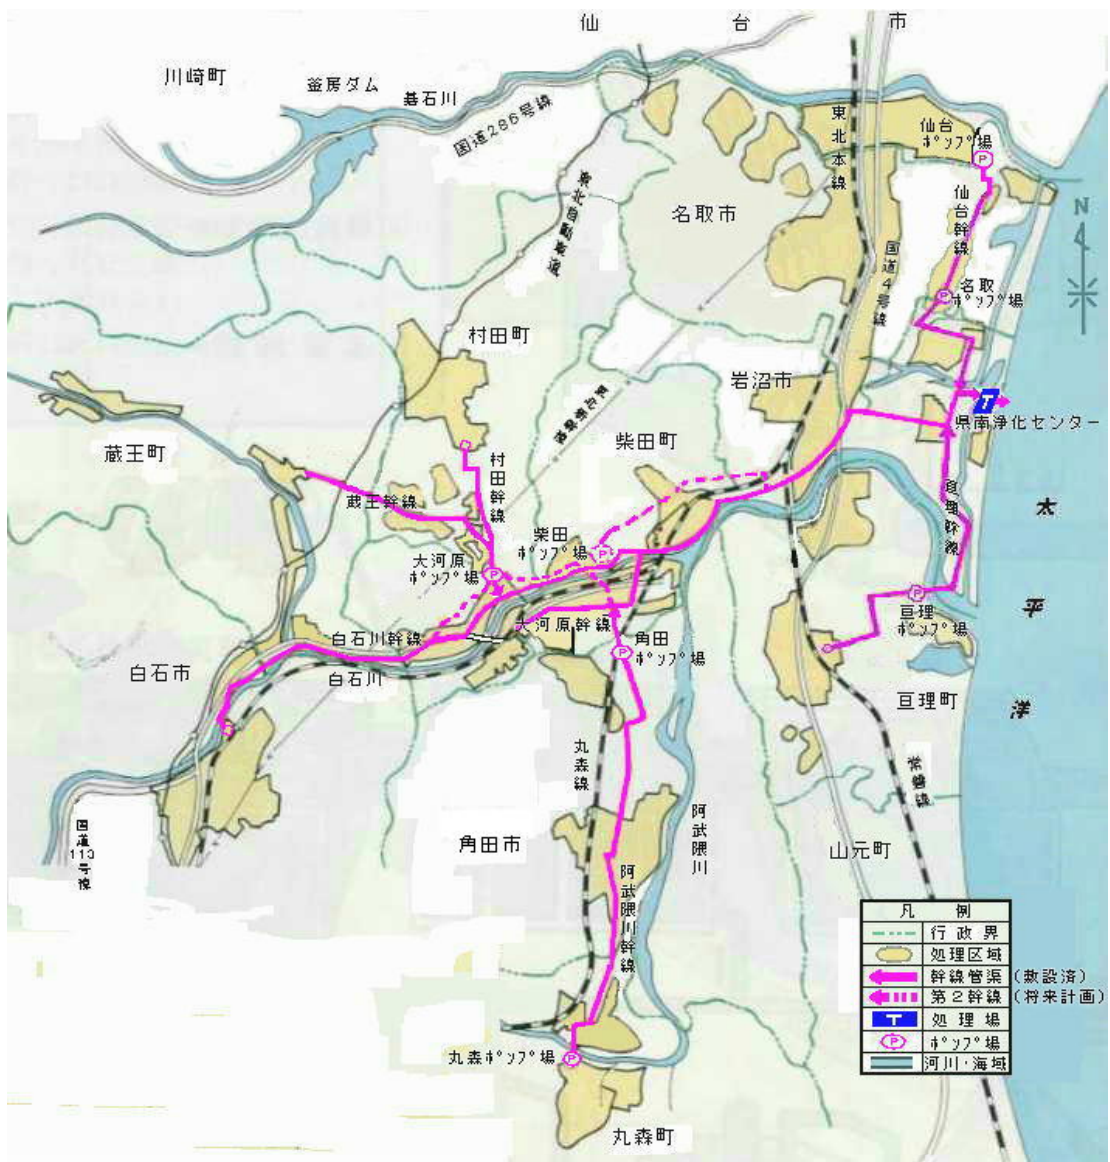 仙台市
川崎町
釜房ダム
碁石川
国道286号線
東北本線
仙台
ポンプ場
仙台幹線
名取市
東北自動車道
国道4号線
N
名取
ポンプ場
村田町
岩沼市
県南浄化センター
T
蔵王町
柴田町
村田幹線
蔵王幹線
柴田
ポンプ場
大河原
ポンプ場
亘理幹線
太平洋
亘理
ポンプ場
大河原幹線
白石川幹線
角田
ポンプ場
白石市
白石川
亘理町
丸森線
常磐線
国道113号線
角田市
阿武隈川
山元町
阿武隈川幹線
丸森ポンプ場
丸森町
凡例
行政界
処理区域
幹線管渠(敷設済)
第2幹線(将来計画)
T 処理場
P ポンプ場
河川・海域